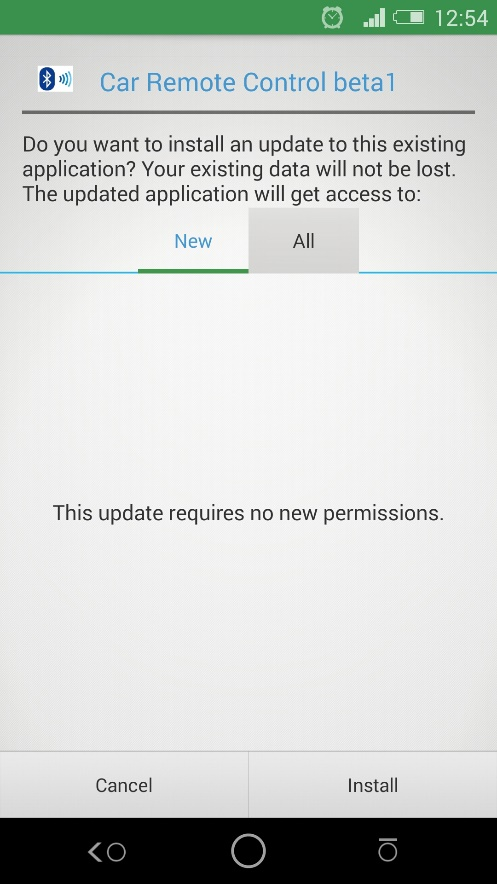 12:54
Car Remote Control beta1
Do you want to install an update to this existing
application? Your existing data will not be lost.
The updated application will get access to:
New
All
This update requires no new permissions.
Cancel
Install